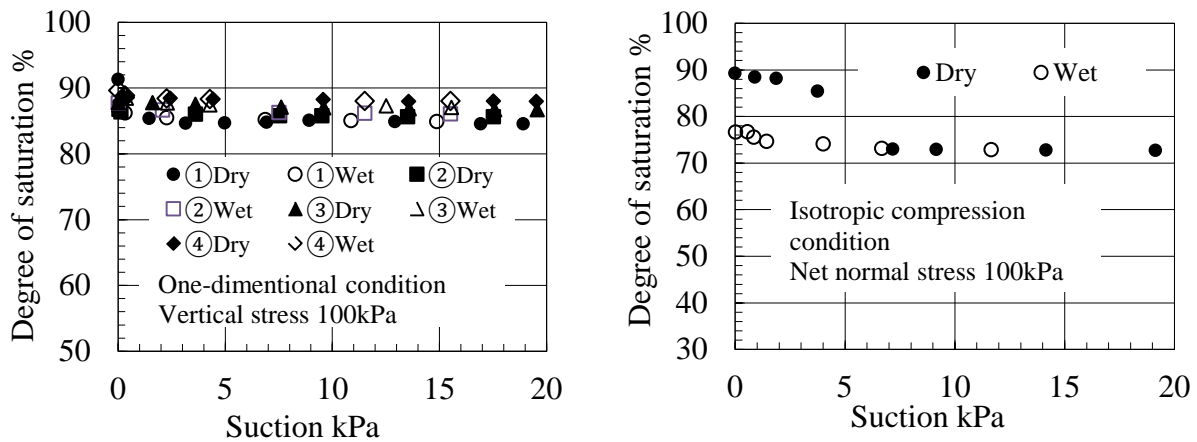 Degree of saturation %
100
90
80
70
60
50
①Dry ①Wet ②Dry
②Wet ③Dry ③Wet
④Dry ④Wet
One-dimentional condition
Vertical stress 100kPa
0 5 10 15 20
Suction kPa
Degree of saturation %
100
90
80
70
60
50
40
30
Dry Wet
Isotropic compression
condition
Net normal stress 100kPa
0 5 10 15 20
Suction kPa